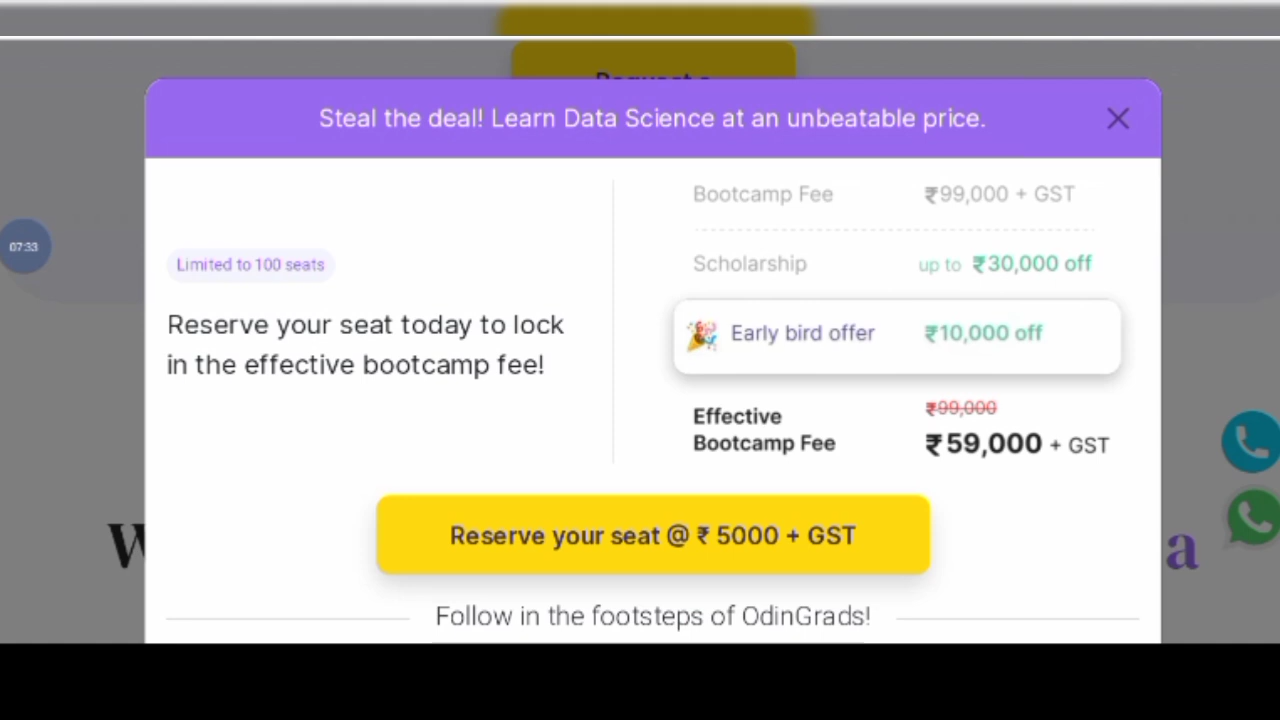 Steal the deal! Learn Data Science at an unbeatable price.
07:33
Limited to 100 seats
Reserve your seat today to lock
in the effective bootcamp fee!
Bootcamp Fee ₹99,000 + GST
Scholarship up to ₹30,000 off
Early bird offer ₹10,000 off
₹99,000
Effective
Bootcamp Fee ₹59,000 + GST
Reserve your seat @ ₹ 5000 + GST
Follow in the footsteps of OdinGrads!
W
a